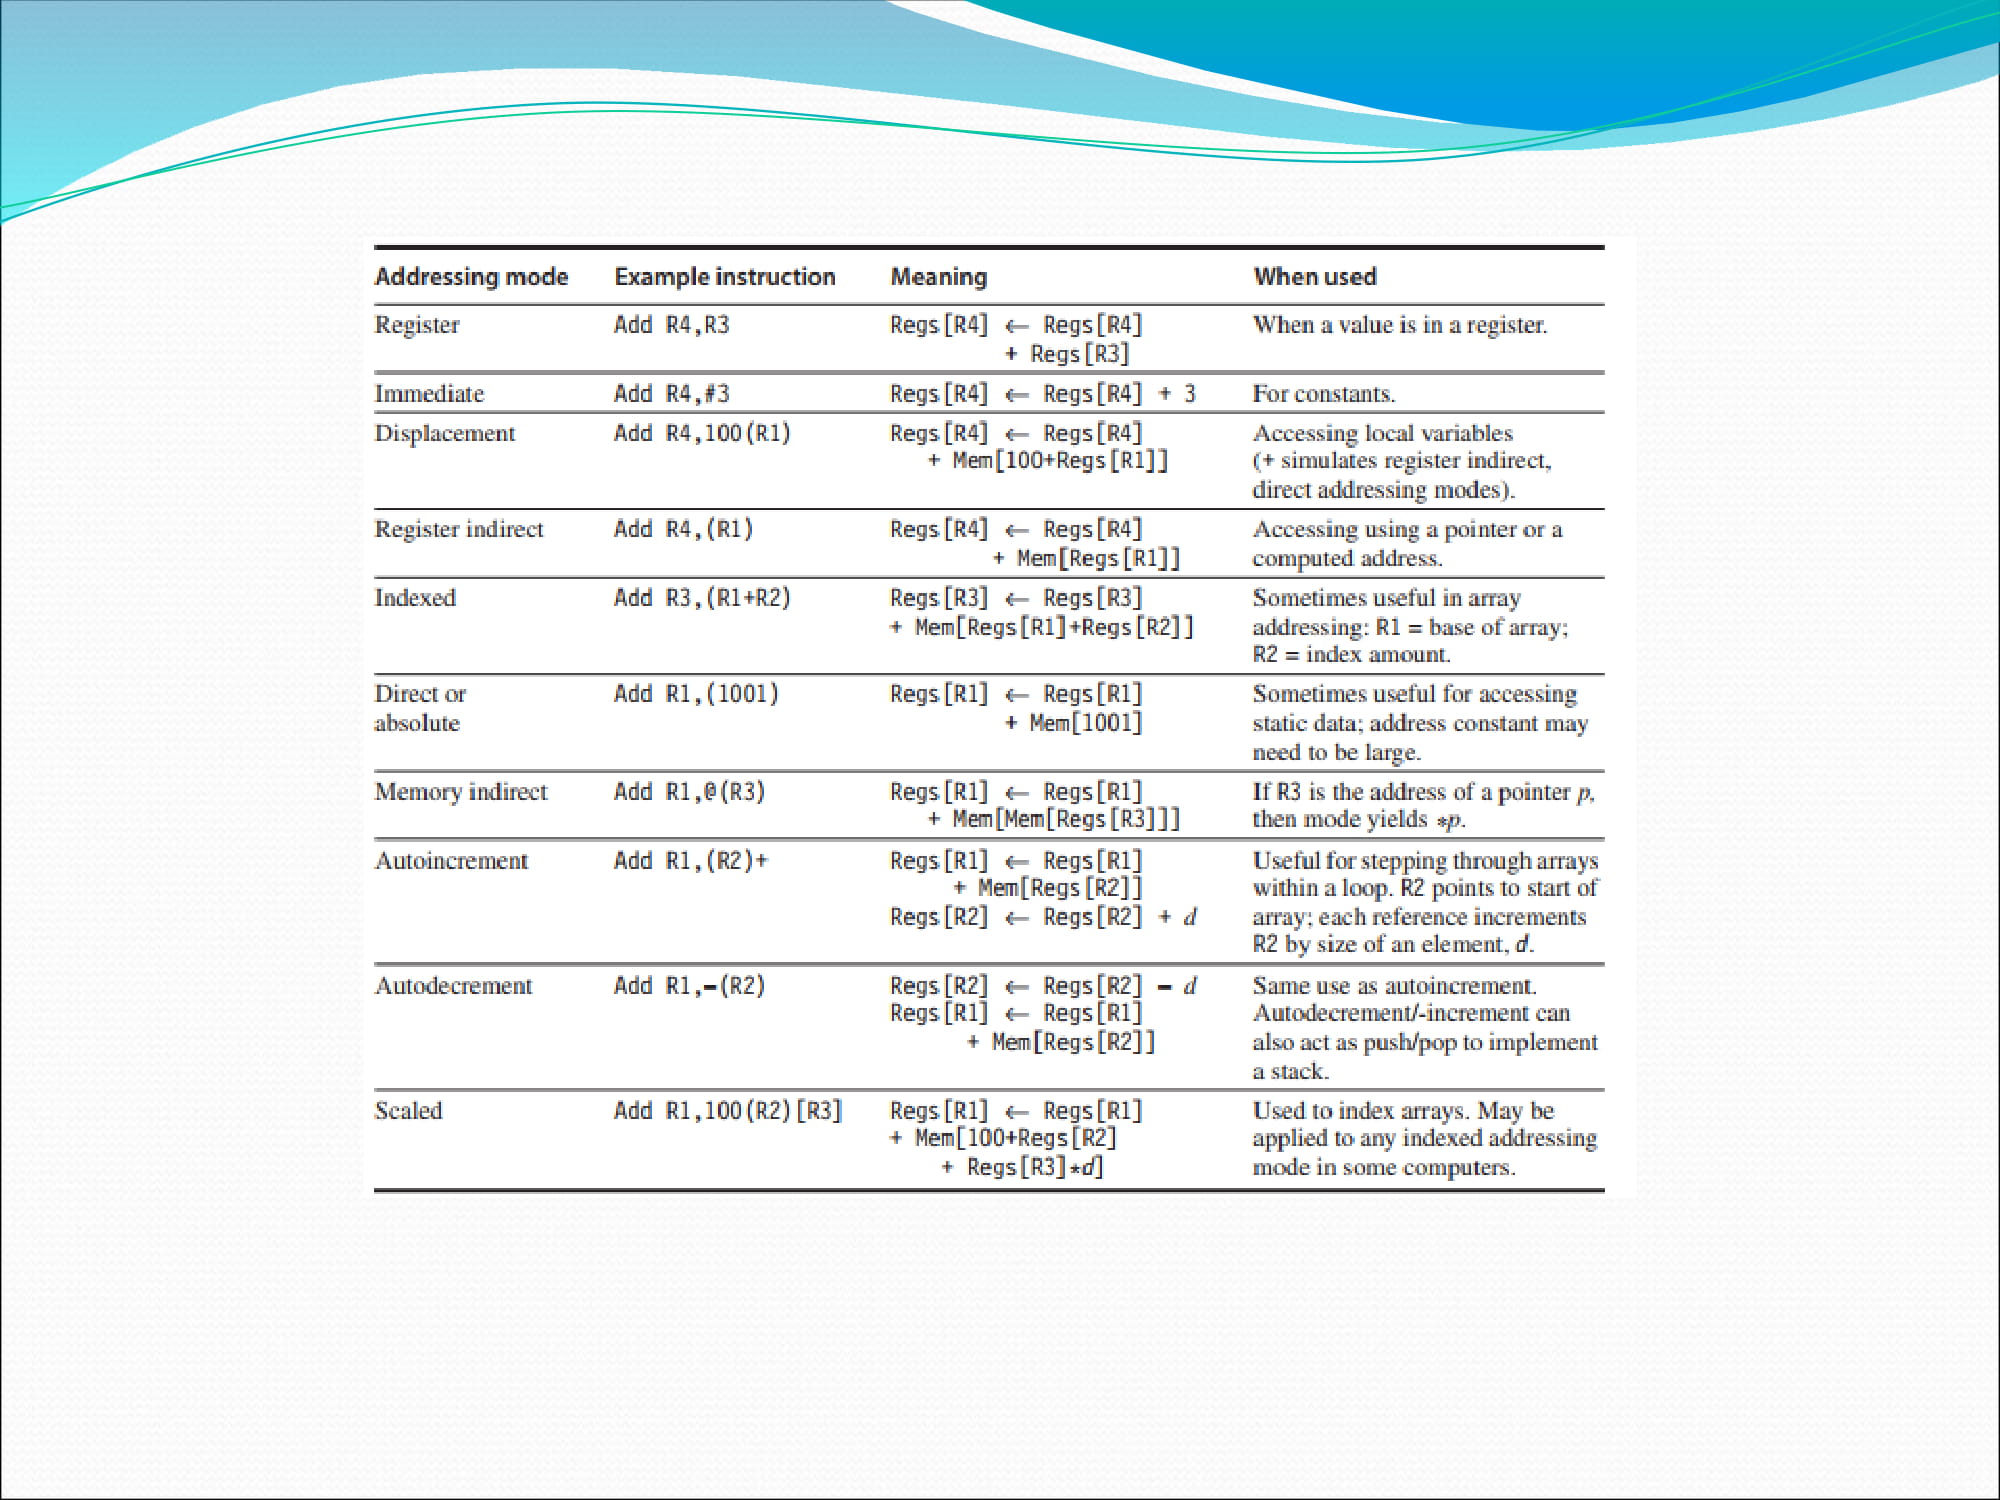 Addressing mode Example instruction Meaning When used
Register Add R4,R3 Regs[R4] ← Regs[R4] When a value is in a register.
+ Regs[R3]
Immediate Add R4,#3 Regs[R4] ← Regs[R4] + 3 For constants.
Displacement Add R4,100(R1) Regs[R4] ← Regs[R4] Accessing local variables
+ Mem[100+Regs[R1]] (+ simulates register indirect,
direct addressing modes).
Register indirect Add R4,(R1) Regs[R4] ← Regs[R4] Accessing using a pointer or a
+ Mem[Regs[R1]] computed address.
Indexed Add R3,(R1+R2) Regs[R3] ← Regs[R3] Sometimes useful in array
+ Mem[Regs[R1]+Regs[R2]] addressing: R1 = base of array;
R2 = index amount.
Direct or Add R1,(1001) Regs[R1] ← Regs[R1] Sometimes useful for accessing
absolute + Mem[1001] static data; address constant may
need to be large.
Memory indirect Add R1,@(R3) Regs[R1] ← Regs[R1] If R3 is the address of a pointer p,
+ Mem[Mem[Regs[R3]]] then mode yields *p.
Autoincrement Add R1,(R2)+ Regs[R1] ← Regs[R1] Useful for stepping through arrays
+ Mem[Regs[R2]] within a loop. R2 points to start of
Regs[R2] ← Regs[R2] + d array; each reference increments
R2 by size of an element, d.
Autodecrement Add R1,–(R2) Regs[R2] ← Regs[R2] – d Same use as autoincrement.
Regs[R1] ← Regs[R1] Autodecrement/-increment can
+ Mem[Regs[R2]] also act as push/pop to implement
a stack.
Scaled Add R1,100(R2)[R3] Regs[R1] ← Regs[R1] Used to index arrays. May be
+ Mem[100+Regs[R2] applied to any indexed addressing
+ Regs[R3]*d] mode in some computers.